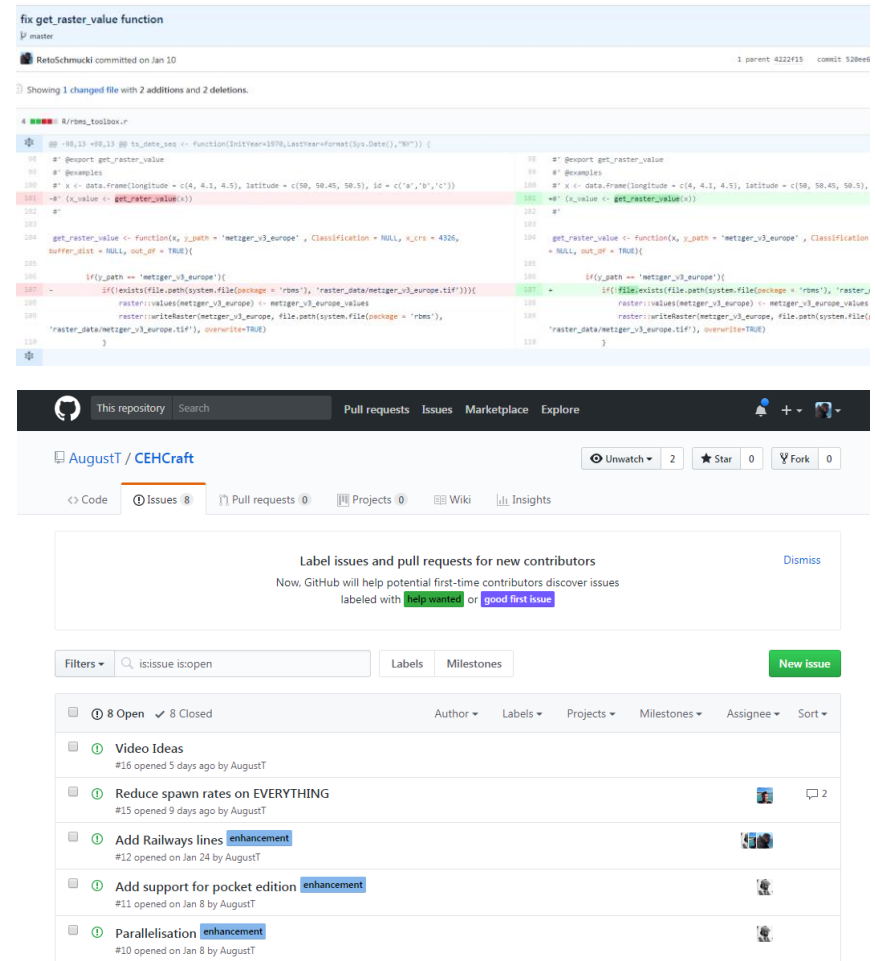 fix get_raster_value function
master
RetoSchmucki committed on Jan 10
1 parent 4222f15 commit 528ee6
Showing 1 changed file with 2 additions and 2 deletions.
4 R/rbms_toolbox.r
@@ -98,13 +98,13 @@ ts_date_seq <- function(InitYear=1970,LastYear=format(Sys.Date(),"%Y")) {
98 #' @export get_raster_value
99 #' @examples
100 #' x <- data.frame(longitude = c(4, 4.1, 4.5), latitude = c(50, 50.45, 50.5), id = c('a','b','c'))
101 -#' (x_value <- get_rater_value(x))
102 #'
103
104 get_raster_value <- function(x, y_path = 'metzger_v3_europe' , Classification = NULL, x_crs = 4326,
buffer_dist = NULL, out_df = TRUE){
105
106 if(y_path == 'metzger_v3_europe'){
107 - if(!exists(file.path(system.file(package = 'rbms'), 'raster_data/metzger_v3_europe.tif'))){
108 raster::values(metzger_v3_europe) <- metzger_v3_europe_values
109 raster::writeRaster(metzger_v3_europe, file.path(system.file(package = 'rbms'),
'raster_data/metzger_v3_europe.tif'), overwrite=TRUE)
110 }
98 #' @export get_raster_value
99 #' @examples
100 #' x <- data.frame(longitude = c(4, 4.1, 4.5), latitude = c(50, 50.45, 50.5),
101 +#' (x_value <- get_raster_value(x))
102 #'
103
104 get_raster_value <- function(x, y_path = 'metzger_v3_europe' , Classification
= NULL, out_df = TRUE){
105
106 if(y_path == 'metzger_v3_europe'){
107 + if(!file.exists(file.path(system.file(package = 'rbms'), 'raster_
108 raster::values(metzger_v3_europe) <- metzger_v3_europe_values
109 raster::writeRaster(metzger_v3_europe, file.path(system.file(
'raster_data/metzger_v3_europe.tif'), overwrite=TRUE)
110 }
This repository Search Pull requests Issues Marketplace Explore
AugustT / CEHCraft
Unwatch 2 Star 0 Fork 0
Code Issues 8 Pull requests 0 Projects 0 Wiki Insights
Label issues and pull requests for new contributors
Dismiss
Now, GitHub will help potential first-time contributors discover issues
labeled with help wanted or good first issue
Filters is:issue is:open Labels Milestones New issue
8 Open 8 Closed Author Labels Projects Milestones Assignee Sort
Video Ideas
#16 opened 5 days ago by AugustT
Reduce spawn rates on EVERYTHING 2
#15 opened 9 days ago by AugustT
Add Railways lines enhancement
#12 opened on Jan 24 by AugustT
Add support for pocket edition enhancement
#11 opened on Jan 8 by AugustT
Parallelisation enhancement
#10 opened on Jan 8 by AugustT